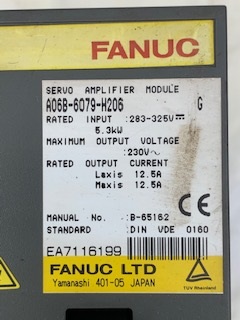 FANUC
SERVO AMPLIFIER MODULE
A06B-6079-H206 G
RATED INPUT :283-325V⎓
5.3kW
MAXIMUM OUTPUT VOLTAGE
:230V~
RATED OUTPUT CURRENT
Laxis 12.5A
Maxis 12.5A
CE
MANUAL No. :B-65162
STANDARD :DIN VDE 0160
EA7116199
FANUC LTD
Yamanashi 401-05 JAPAN
TÜV Rheinland